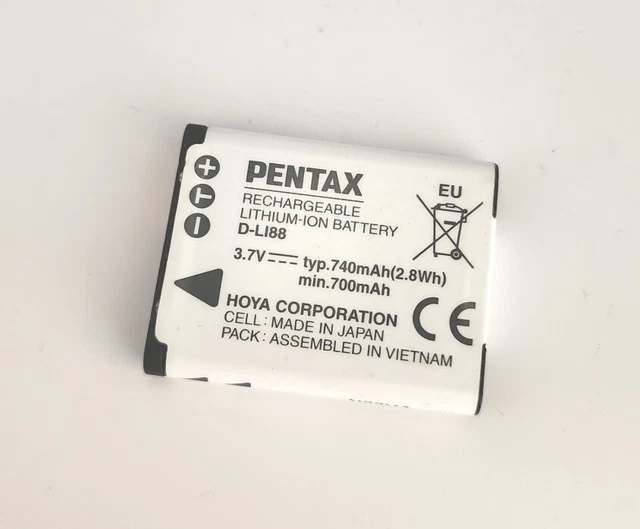 PENTAX
RECHARGEABLE
LITHIUM-ION BATTERY
D-LI88
EU
3.7V⎓ typ.740mAh(2.8Wh)
min.700mAh
HOYA CORPORATION
CELL: MADE IN JAPAN
PACK: ASSEMBLED IN VIETNAM
CE
+
T
−